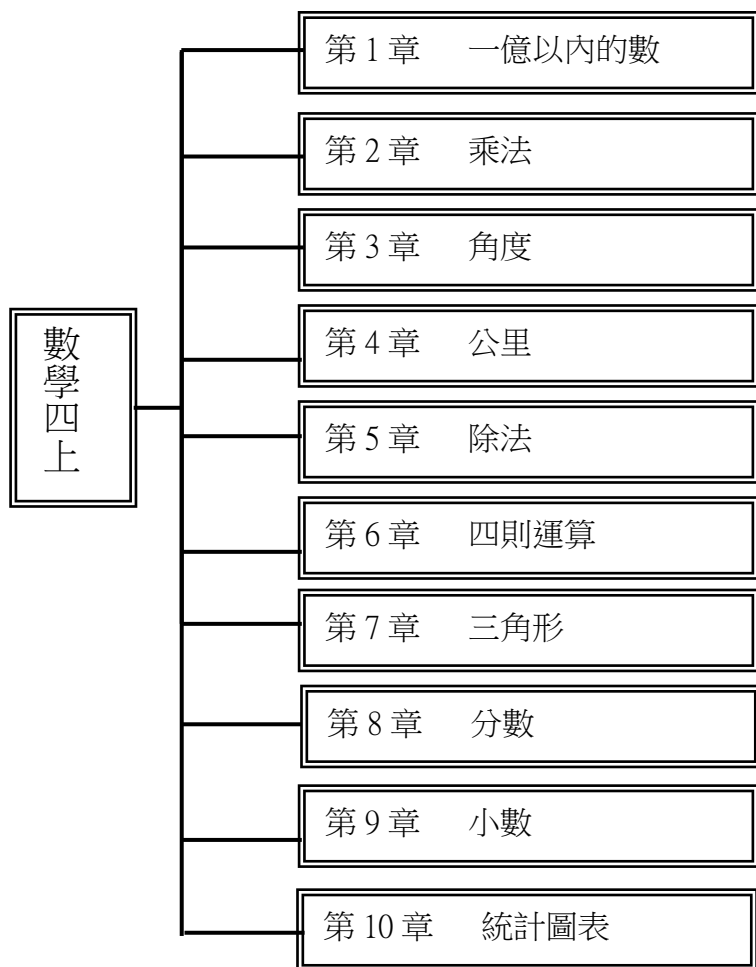 數學四上
第 1 章 一億以內的數
第 2 章 乘法
第 3 章 角度
第 4 章 公里
第 5 章 除法
第 6 章 四則運算
第 7 章 三角形
第 8 章 分數
第 9 章 小數
第 10 章 統計圖表